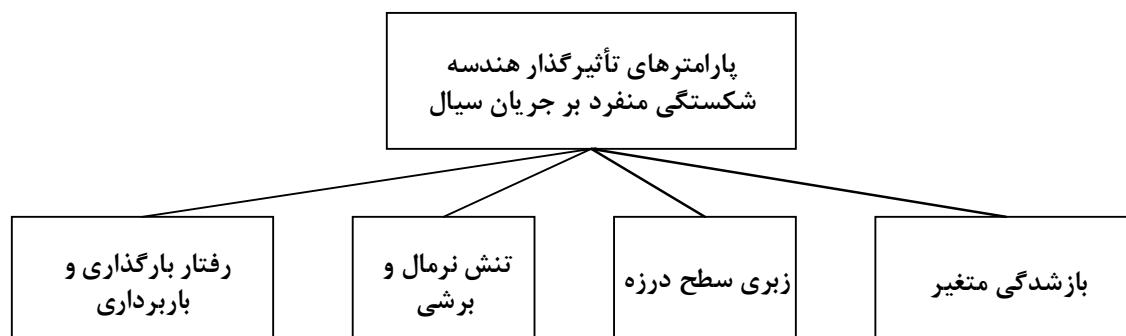 پارامترهای تأثیرگذار هندسه
شکستگی منفرد بر جریان سیال
بازشدگی متغیر
زبری سطح درزه
تنش نرمال و
برشی
رفتار بارگذاری و
باربرداری